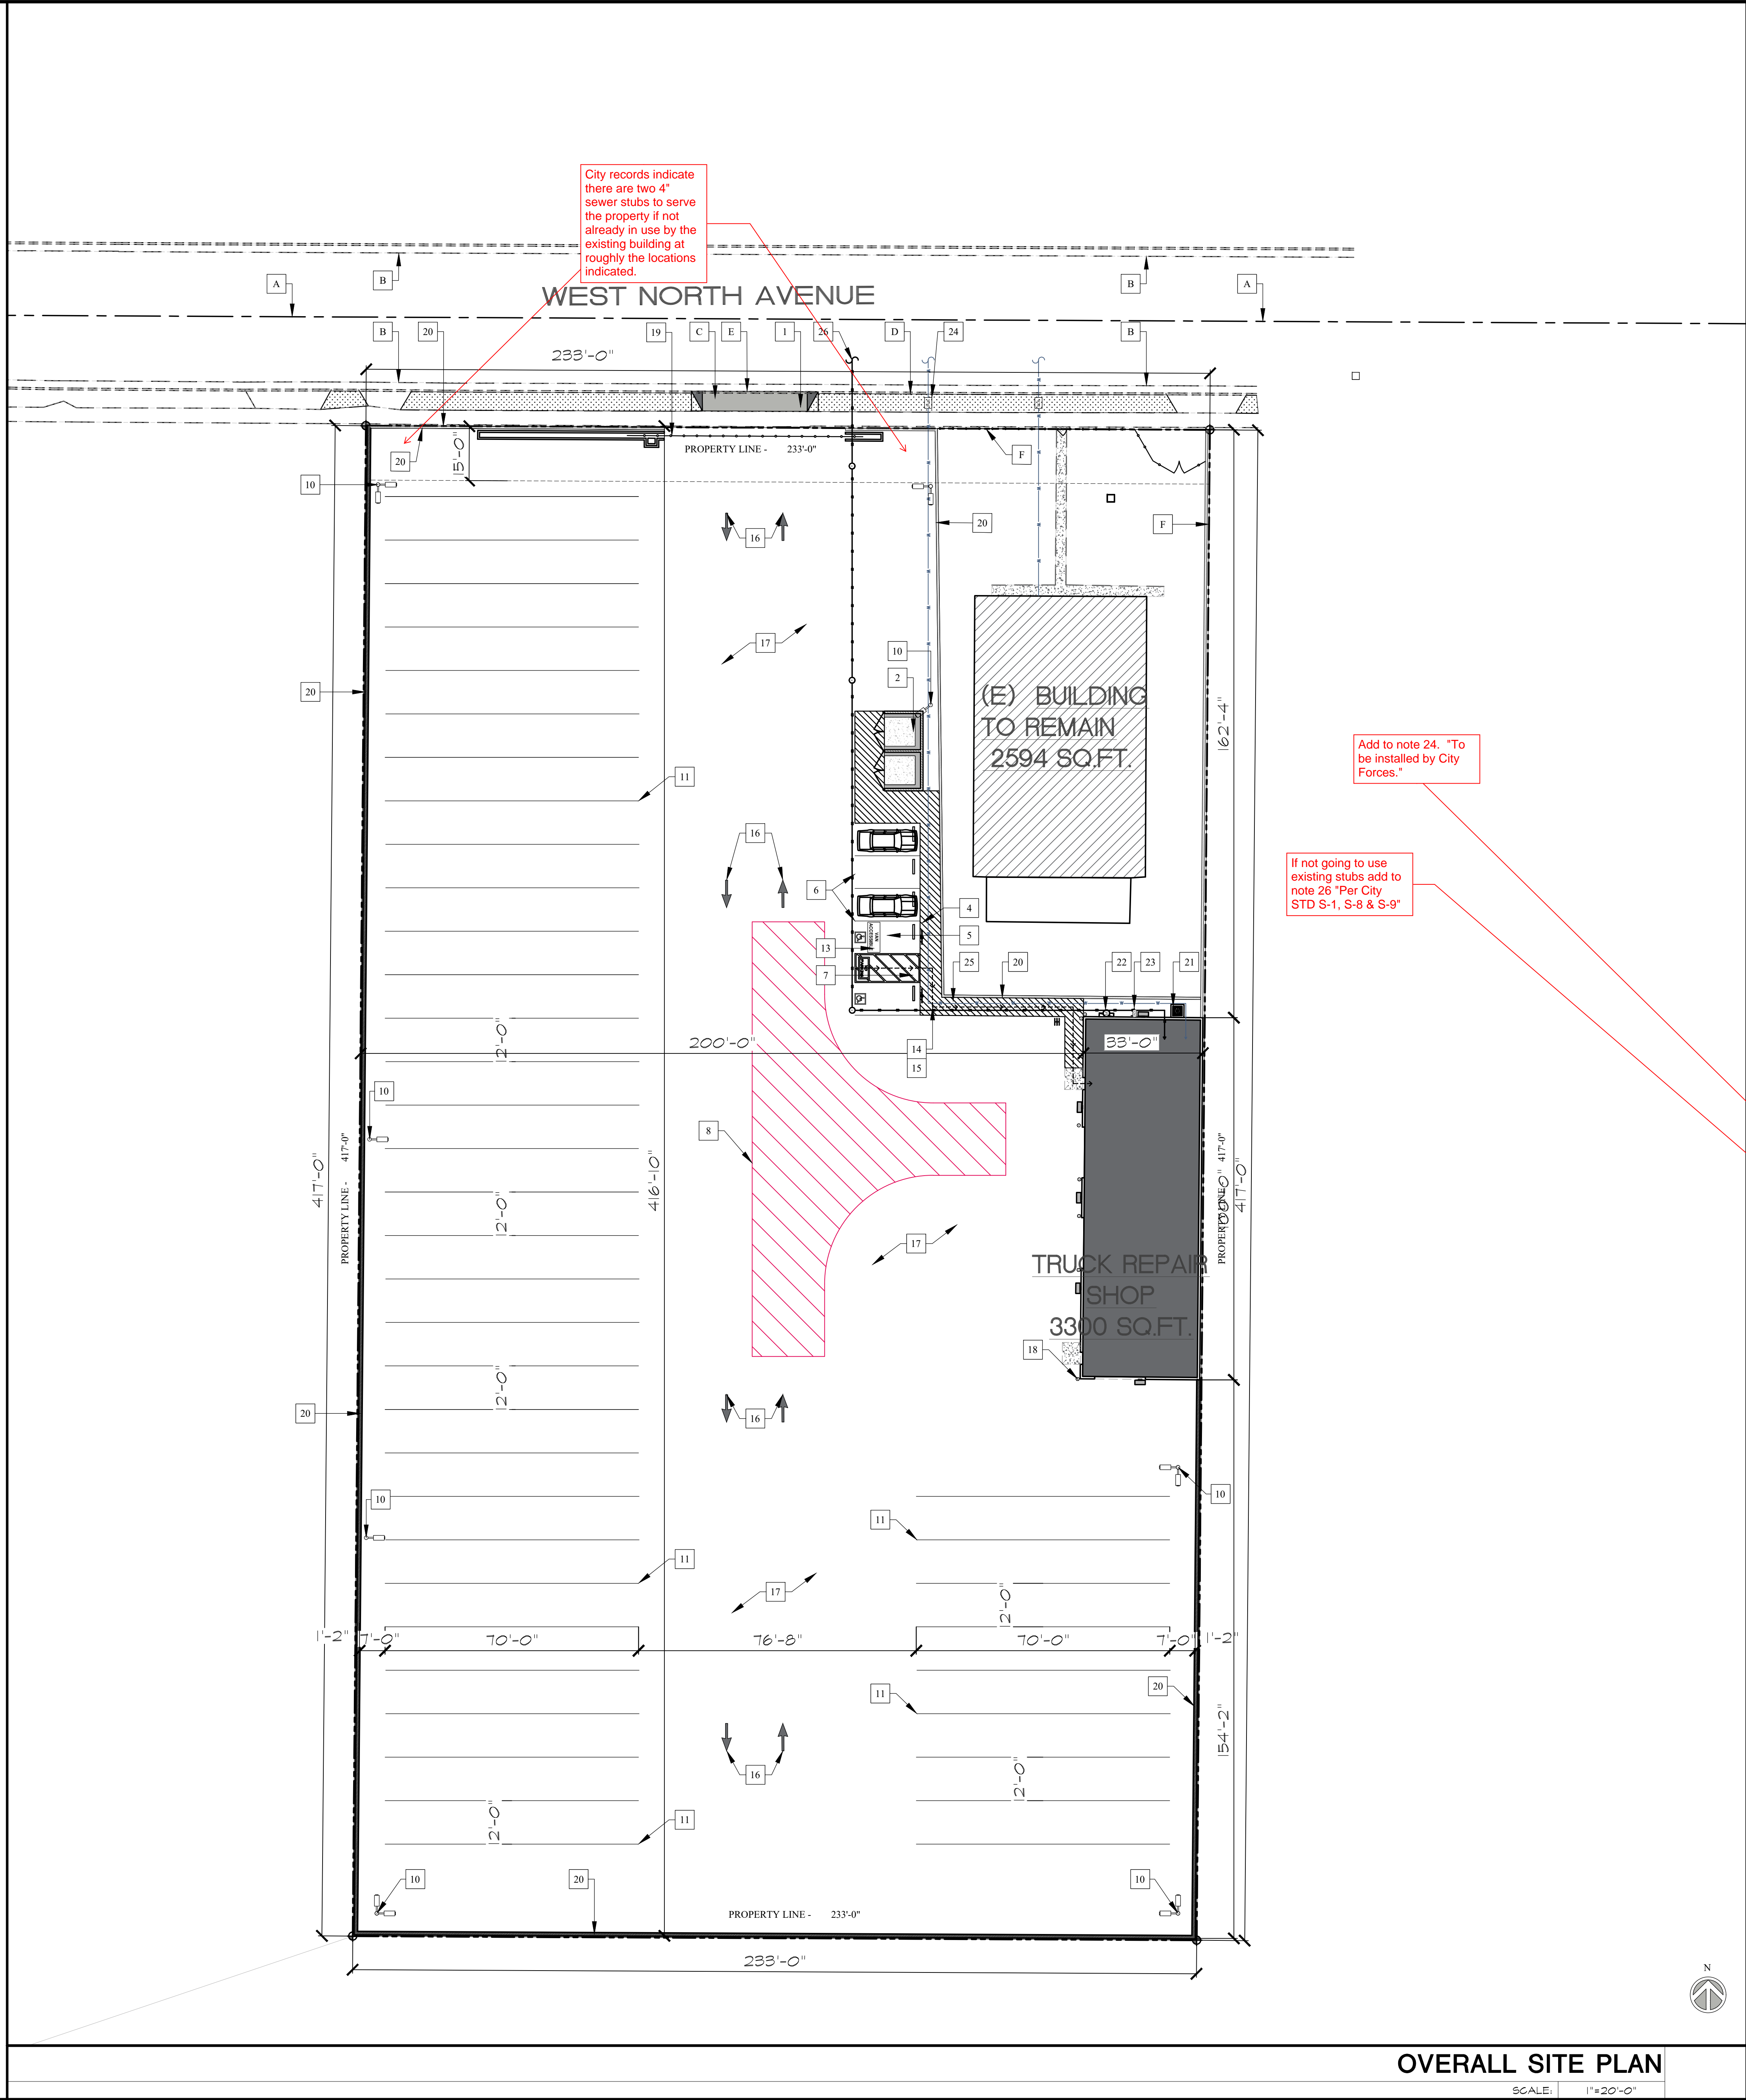 City records indicate
there are two 4"
sewer stubs to serve
the property if not
already in use by the
existing building at
roughly the locations
indicated.
A
B
B
A
WEST NORTH AVENUE
B
20
19
C
E
1
26
D
24
B
233'-0"
20
15'-0"
PROPERTY LINE - 233'-0"
F
10
16
20
F
17
10
20
2
(E) BUILDING
TO REMAIN
2594 SQ.FT.
162'-4"
Add to note 24. "To
be installed by City
Forces."
11
16
If not going to use
existing stubs add to
note 26 "Per City
STD S-1, S-8 & S-9"
6
4
5
13
VAN
ACCESSIBLE
7
25
20
22
23
21
12'-0"
200'-0"
14
15
33'-0"
10
8
417'-0"
PROPERTY LINE - 417'-0"
12'-0"
416'-10"
PROPERTY LINE - 417'-0"
417'-0"
17
TRUCK REPAIR
SHOP
3300 SQ.FT.
18
12'-0"
20
16
10
10
11
11
17
12'-0"
1'-2"
7'-0"
70'-0"
76'-8"
70'-0"
7'-0"
1'-2"
11
20
154'-2"
16
12'-0"
12'-0"
11
10
20
10
PROPERTY LINE - 233'-0"
233'-0"
N
OVERALL SITE PLAN
SCALE: 1"=20'-0"